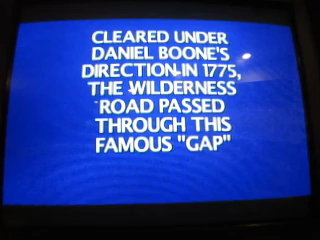 CLEARED UNDER
DANIEL BOONE'S
DIRECTION IN 1775,
THE WILDERNESS
ROAD PASSED
THROUGH THIS
FAMOUS "GAP"